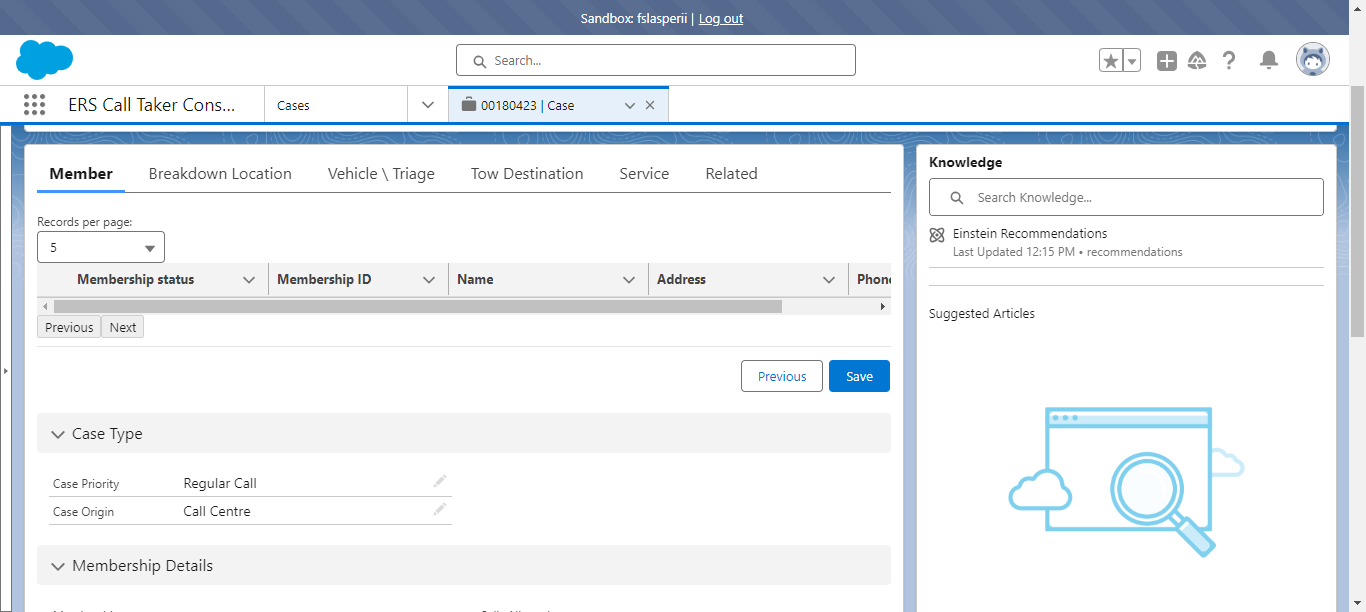 Sandbox: fslasperii | Log out
Search...
ERS Call Taker Cons...
Cases
00180423 | Case
Member
Breakdown Location
Vehicle \ Triage
Tow Destination
Service
Related
Records per page:
5
Membership status
Membership ID
Name
Address
Phone
Previous
Next
Previous
Save
Case Type
Case Priority
Regular Call
Case Origin
Call Centre
Membership Details
Knowledge
Search Knowledge...
Einstein Recommendations
Last Updated 12:15 PM • recommendations
Suggested Articles